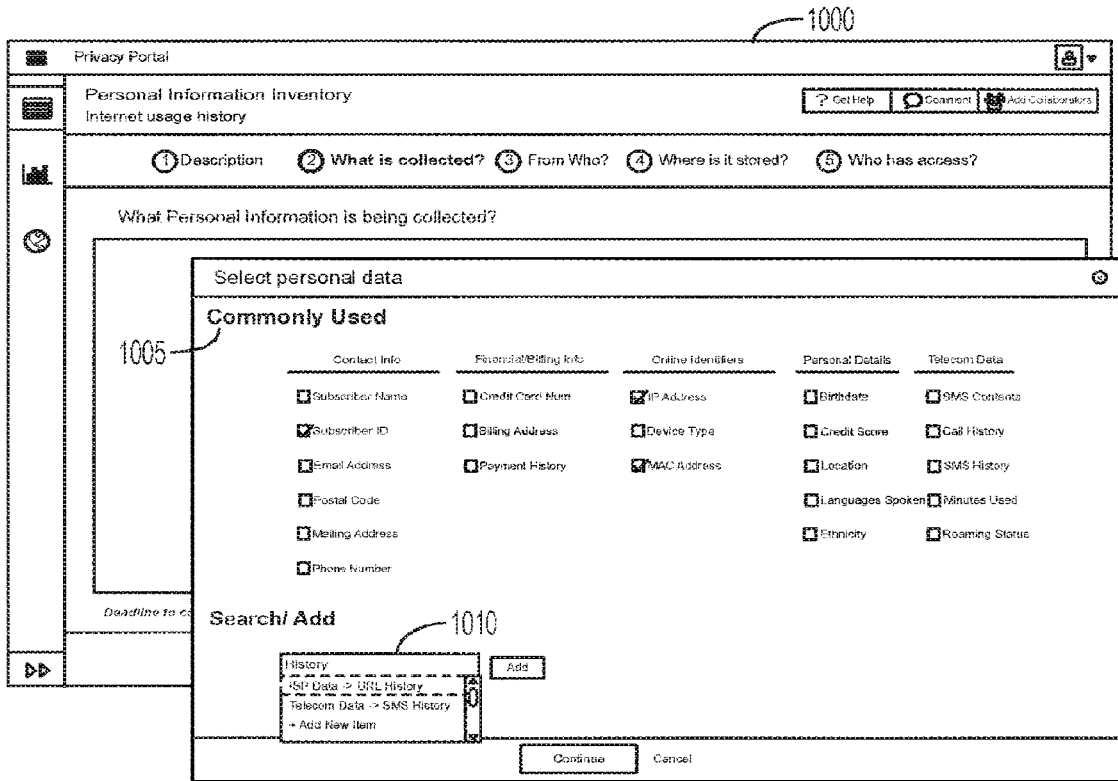 1000
Privacy Portal
Personal Information Inventory
Internet usage history
? Get Help Comment Add Collaborators
1 Description 2 What is collected? 3 From Who? 4 Where is it stored? 5 Who has access?
What Personal Information is being collected?
Select personal data
Commonly Used
1005
Contact Info Financial/Billing Info Online Identifiers Personal Details Telecom Data
Subscriber Name Credit Card Num IP Address Birthdate SMS Contents
Subscriber ID Billing Address Device Type Credit Score Call History
Email Address Payment History MAC Address Location SMS History
Postal Code Languages Spoken Minutes Used
Mailing Address Ethnicity Roaming Status
Phone Number
Deadline to
Search/ Add
1010
History Add
ISP Data -> URL History
Telecom Data -> SMS History
+ Add New Item
Continue Cancel